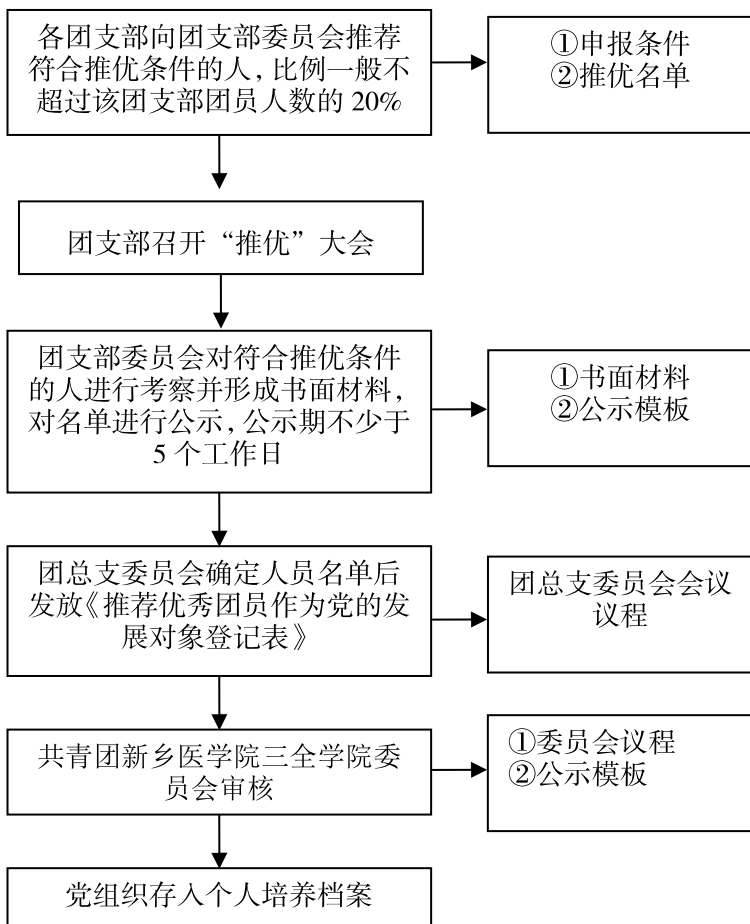 各团支部向团支部委员会推荐
符合推优条件的人，比例一般不
超过该团支部团员人数的 20%
①申报条件
②推优名单
团支部召开“推优”大会
团支部委员会对符合推优条件
的人进行考察并形成书面材料，
对名单进行公示，公示期不少于
5 个工作日
①书面材料
②公示模板
团总支委员会确定人员名单后
发放《推荐优秀团员作为党的发
展对象登记表》
团总支委员会会议
议程
共青团新乡医学院三全学院委
员会审核
①委员会议程
②公示模板
党组织存入个人培养档案